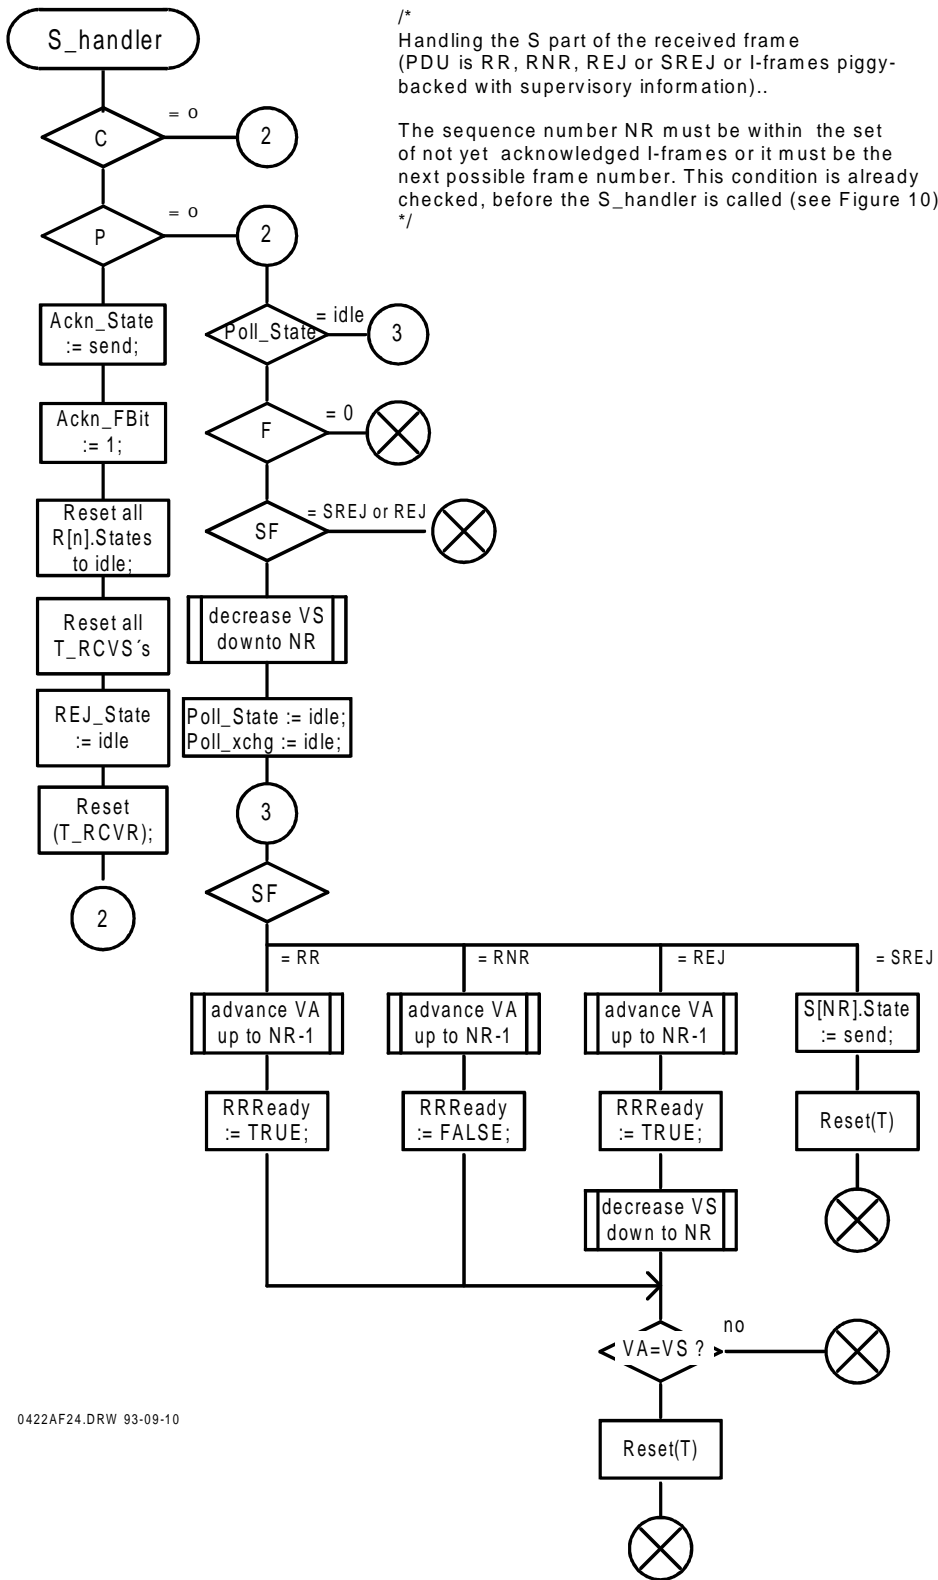 S_handler
/*
Handling the S part of the received frame
(PDU is RR, RNR, REJ or SREJ or I-frames piggy-
backed with supervisory information)..
The sequence number NR must be within the set
of not yet acknowledged I-frames or it must be the
next possible frame number. This condition is already
checked, before the S_handler is called (see Figure 10)
*/
C
= 0
2
P
= 0
2
Ackn_State
:= send;
Ackn_FBit
:= 1;
Reset all
R[n].States
to idle;
Reset all
T_RCVS´s
REJ_State
:= idle
Reset
(T_RCVR);
2
Poll_State
= idle
3
F
= 0
SF
= SREJ or REJ
decrease VS
downto NR
Poll_State := idle;
Poll_xchg := idle;
3
SF
= RR
= RNR
= REJ
= SREJ
advance VA
up to NR-1
RRReady
:= TRUE;
advance VA
up to NR-1
RRReady
:= FALSE;
advance VA
up to NR-1
RRReady
:= TRUE;
decrease VS
down to NR
S[NR].State
:= send;
Reset(T)
VA=VS ?
no
Reset(T)
0422AF24.DRW 93-09-10